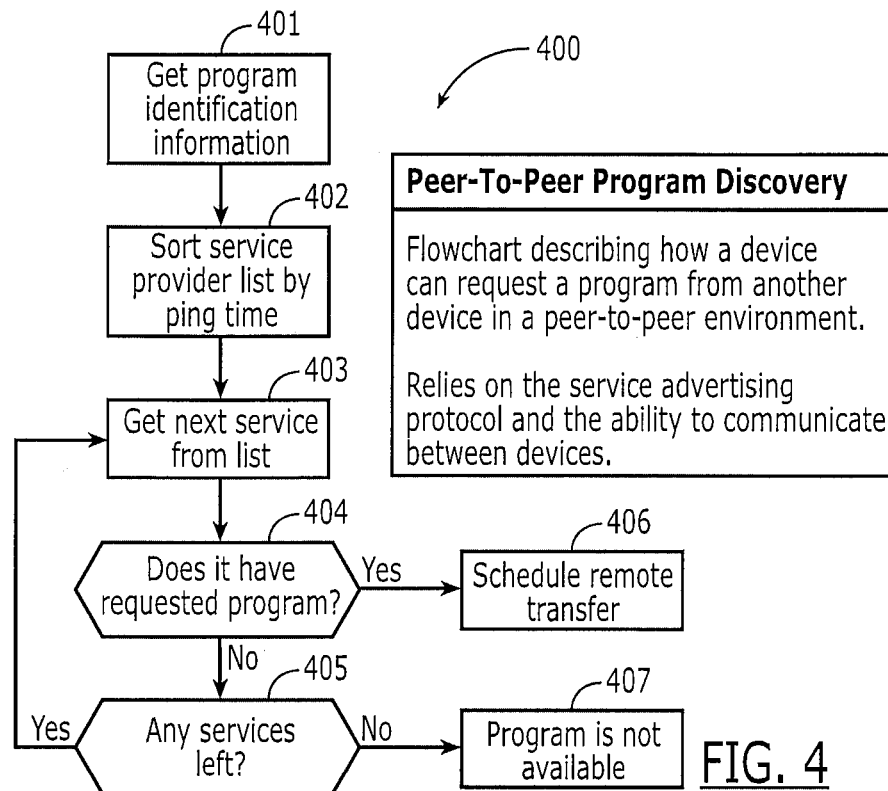 401
Get program
identification
information
400
402
Sort service
provider list by
ping time
Peer-To-Peer Program Discovery
Flowchart describing how a device
can request a program from another
device in a peer-to-peer environment.
Relies on the service advertising
protocol and the ability to communicate
between devices.
403
Get next service
from list
404
Does it have
requested program?
Yes
406
Schedule remote
transfer
No
405
Yes
Any services
left?
No
407
Program is not
available
FIG. 4